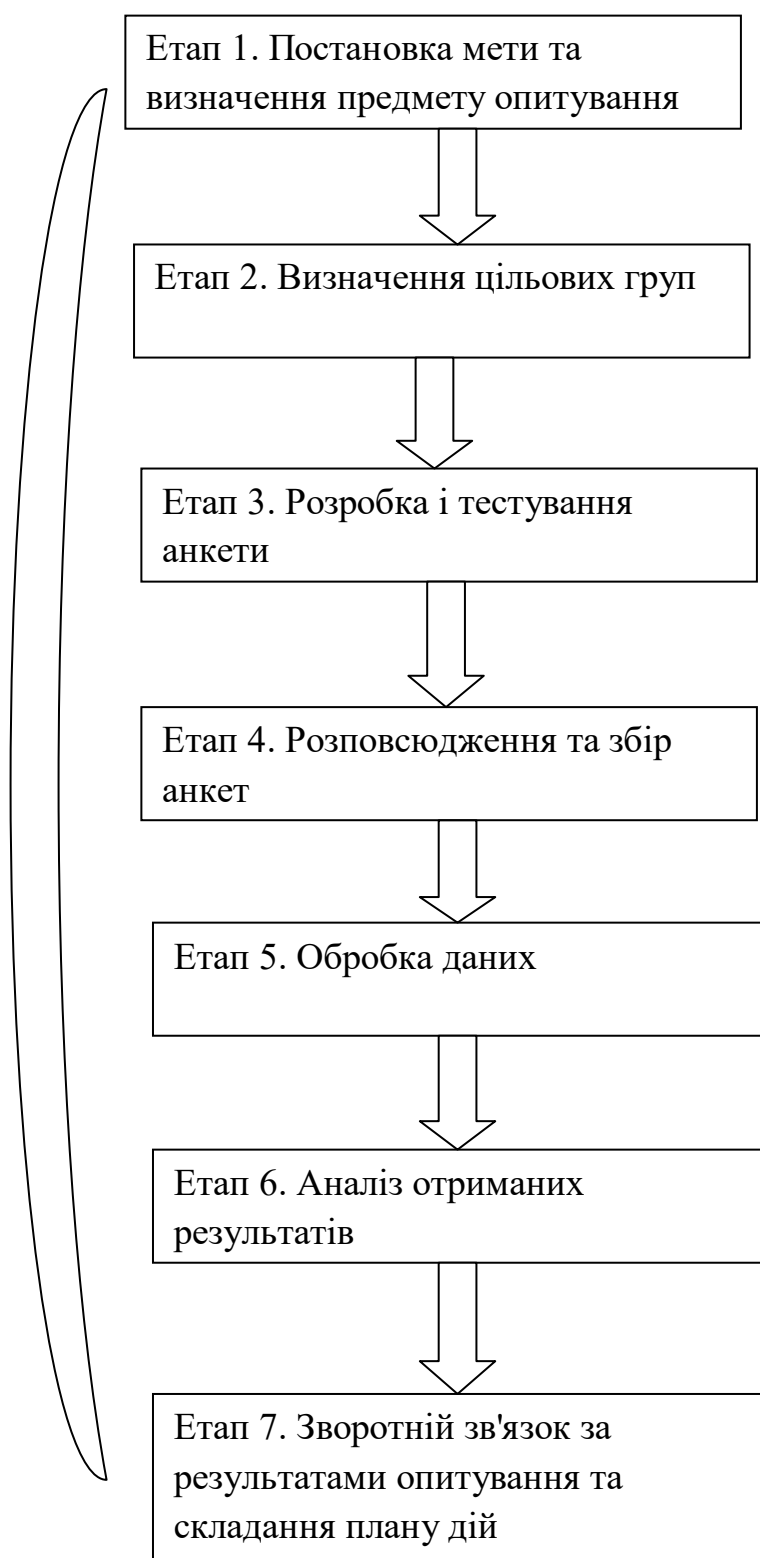 Етап 1. Постановка мети та
визначення предмету опитування
Етап 2. Визначення цільових груп
Етап 3. Розробка і тестування
анкети
Етап 4. Розповсюдження та збір
анкет
Етап 5. Обробка даних
Етап 6. Аналіз отриманих
результатів
Етап 7. Зворотній зв'язок за
результатами опитування та
складання плану дій